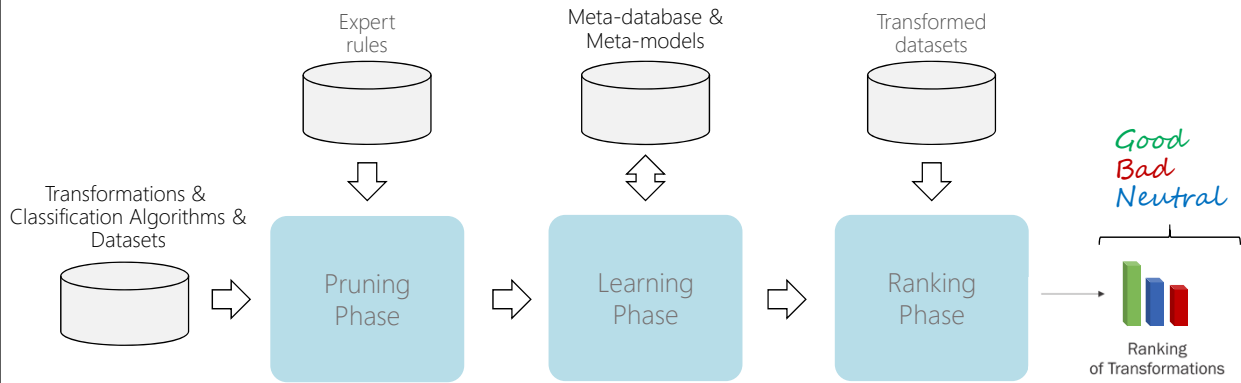 Expert
rules
Meta-database &
Meta-models
Transformed
datasets
Good
Bad
Neutral
Transformations &
Classification Algorithms &
Datasets
Pruning
Phase
Learning
Phase
Ranking
Phase
Ranking
of Transformations